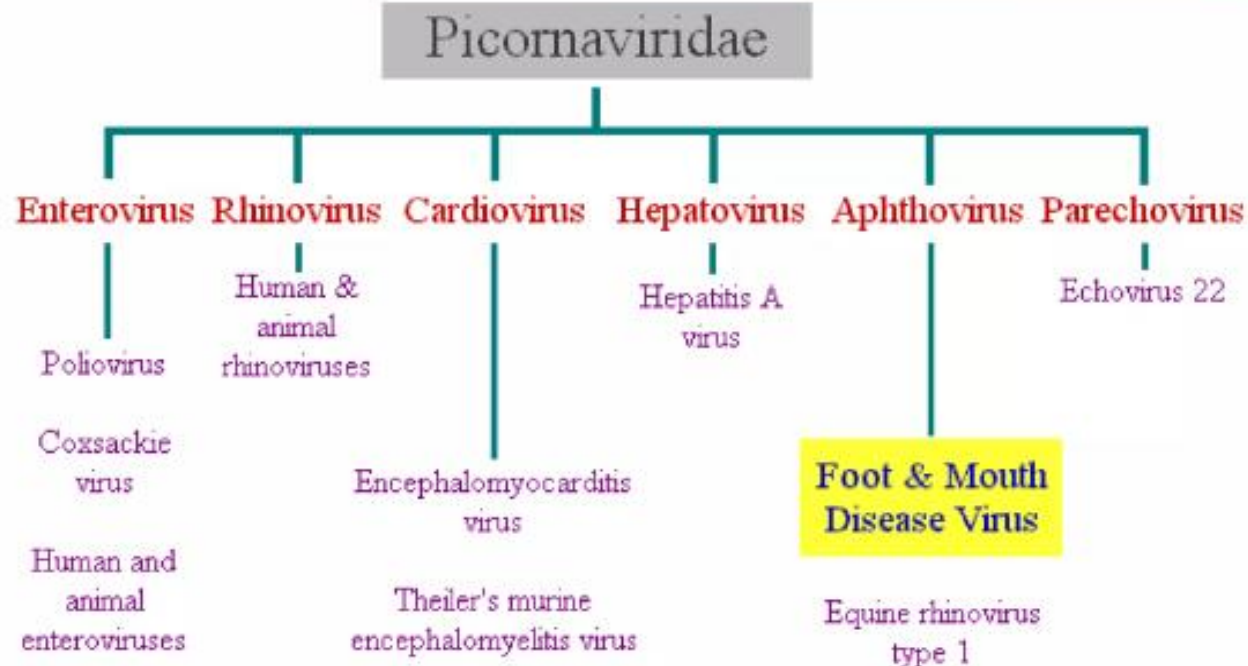 Picornaviridae
Enterovirus Rhinovirus Cardiovirus Hepatovirus Aphthovirus Parechovirus
Poliovirus
Coxsackie
virus
Human and
animal
enteroviruses
Human &
animal
rhinoviruses
Encephalomyocarditis
virus
Theiler's murine
encephalomyelitis virus
Hepatitis A
virus
Foot & Mouth
Disease Virus
Equine rhinovirus
type 1
Echovirus 22